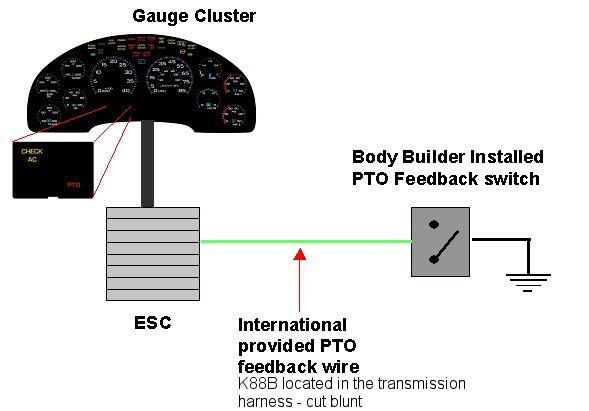 Gauge Cluster
CHECK
AC
PTO
Body Builder Installed
PTO Feedback switch
ESC
International
provided PTO
feedback wire
K88B located in the transmission
harness - cut blunt